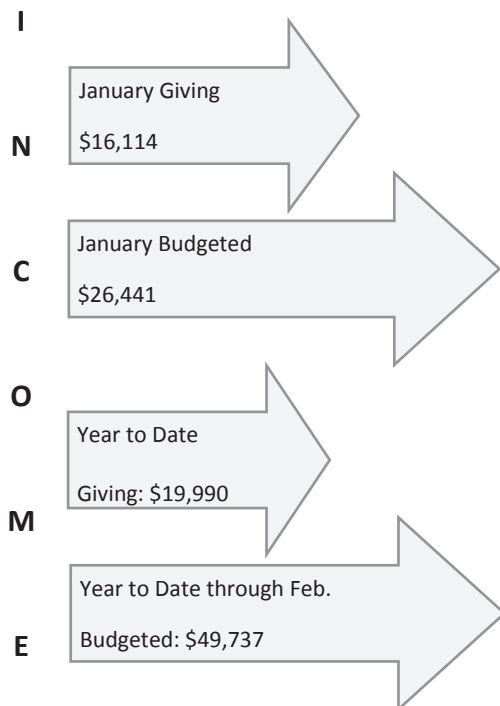 I
January Giving
$16,114
N
January Budgeted
C
$26,441
O
Year to Date
Giving: $19,990
M
Year to Date through Feb.
Budgeted: $49,737
E